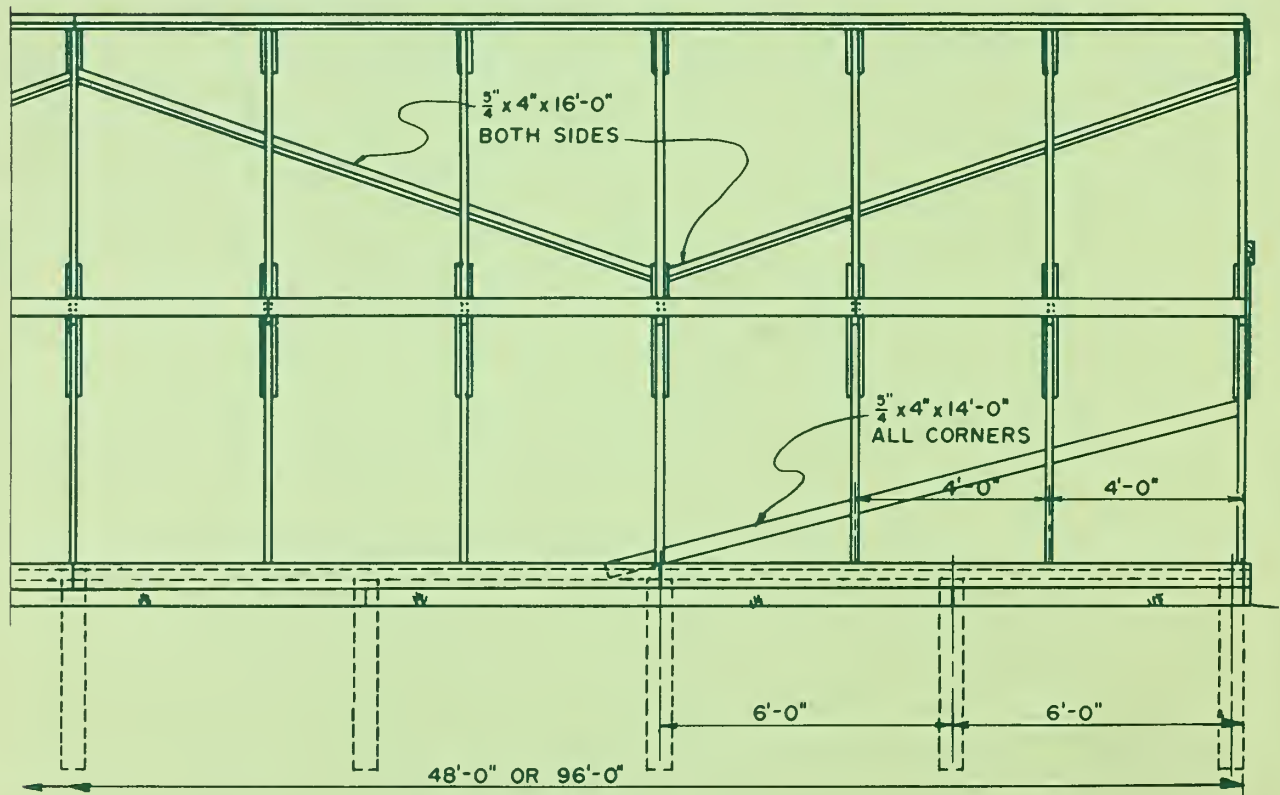 5/4" x 4" x 16'-0"
BOTH SIDES
5/4" x 4" x 14'-0"
ALL CORNERS
4'-0" 4'-0"
6'-0" 6'-0"
48'-0" OR 96'-0"